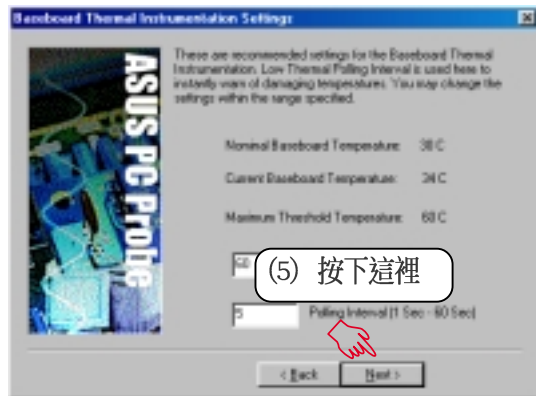 Baseboard Thermal Instrumentation Settings
ASUS PC Probe
These are recommended settings for the Baseboard Thermal
Instrumentation. Low Thermal Polling Interval is used here to
instantly warn of damaging temperatures. You may change the
settings within the range specified.
Nominal Baseboard Temperature: 38 C
Current Baseboard Temperature: 34 C
Maximum Threshold Temperature: 60 C
60
(5) 按下這裡
5 Polling Interval (1 Sec - 60 Sec)
< Back Next >